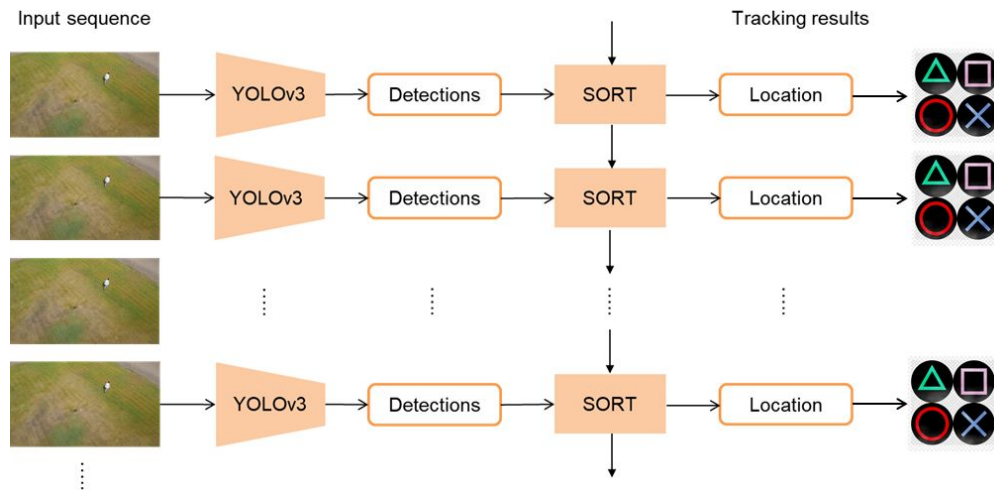 Input sequence
Tracking results
YOLOv3
Detections
SORT
Location
YOLOv3
Detections
SORT
Location
YOLOv3
Detections
SORT
Location